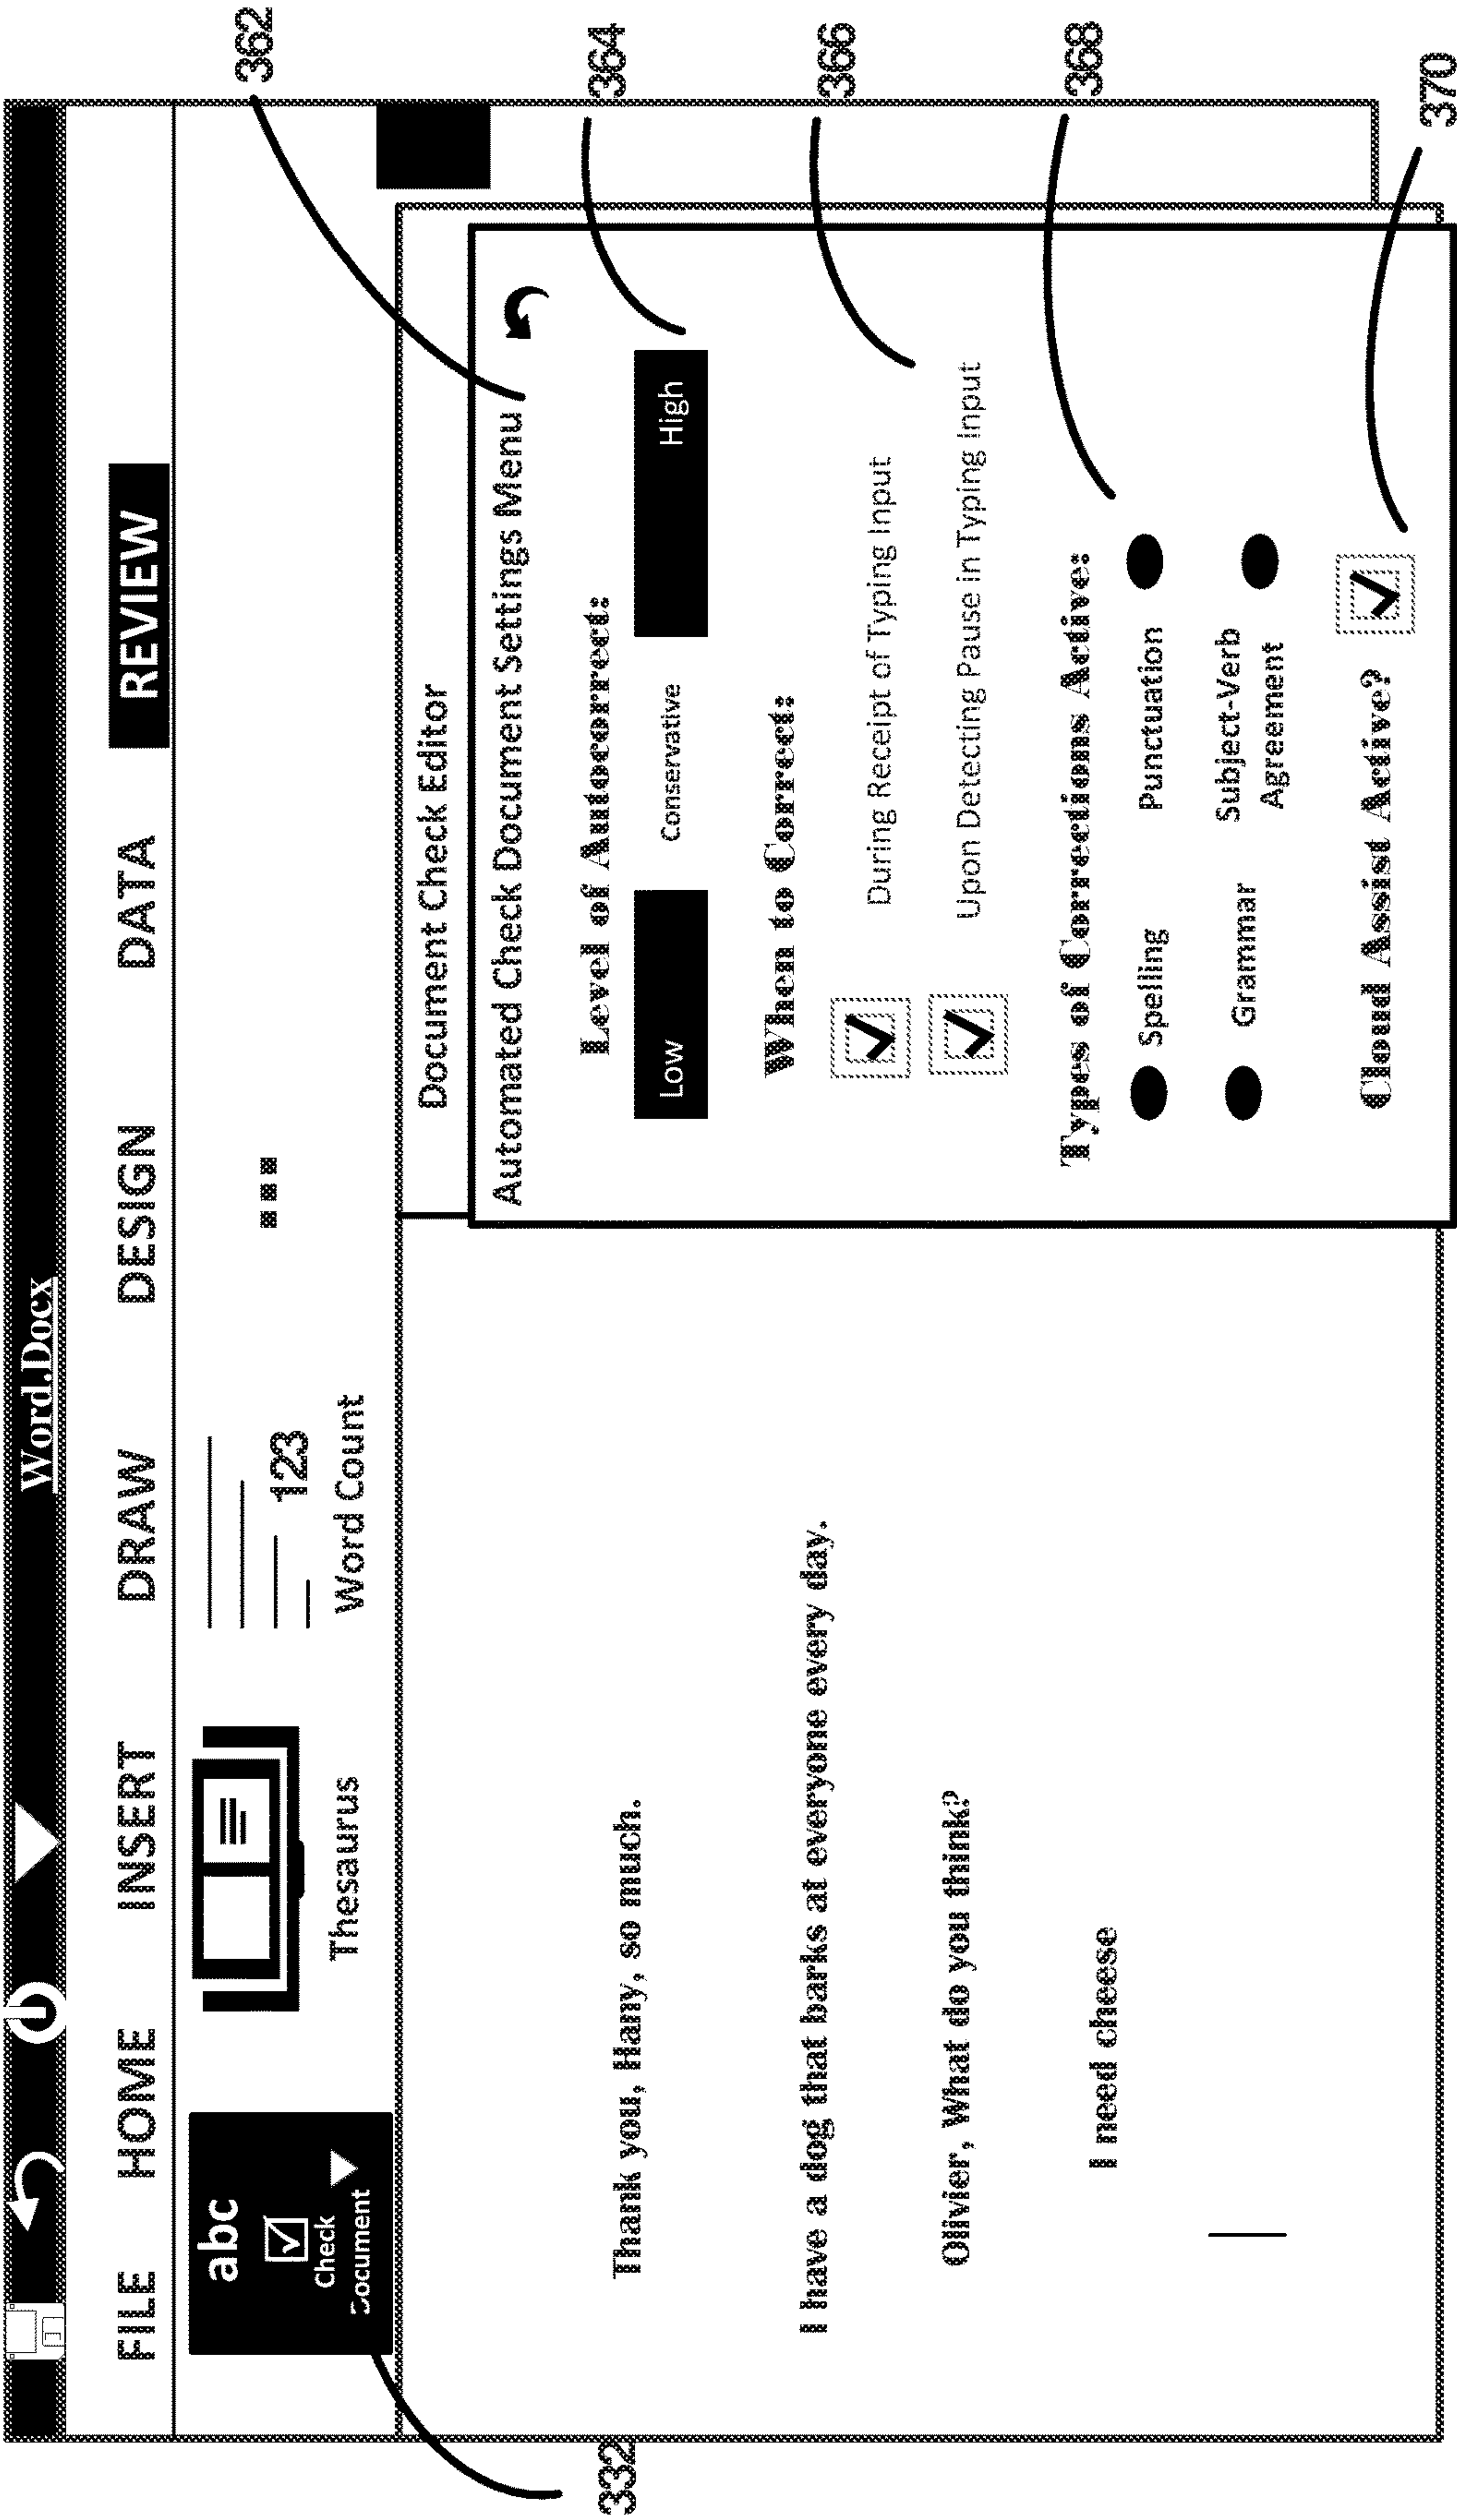 Word.Docx
FILE HOME INSERT DRAW DESIGN DATA REVIEW
abc
Check
Document
Thesaurus
123
Word Count
...
362
332
Document Check Editor
Automated Check Document Settings Menu
Level of Autocorrect:
364
Low Conservative High
When to Correct:
366
During Receipt of Typing Input
Upon Detecting Pause in Typing Input
Types of Corrections Active:
368
Spelling Punctuation
Grammar Subject-Verb
Agreement
Cloud Assist Active?
370
Thank you, Hany, so much.
I have a dog that barks at everyone every day.
Olivier, What do you think?
I need cheese